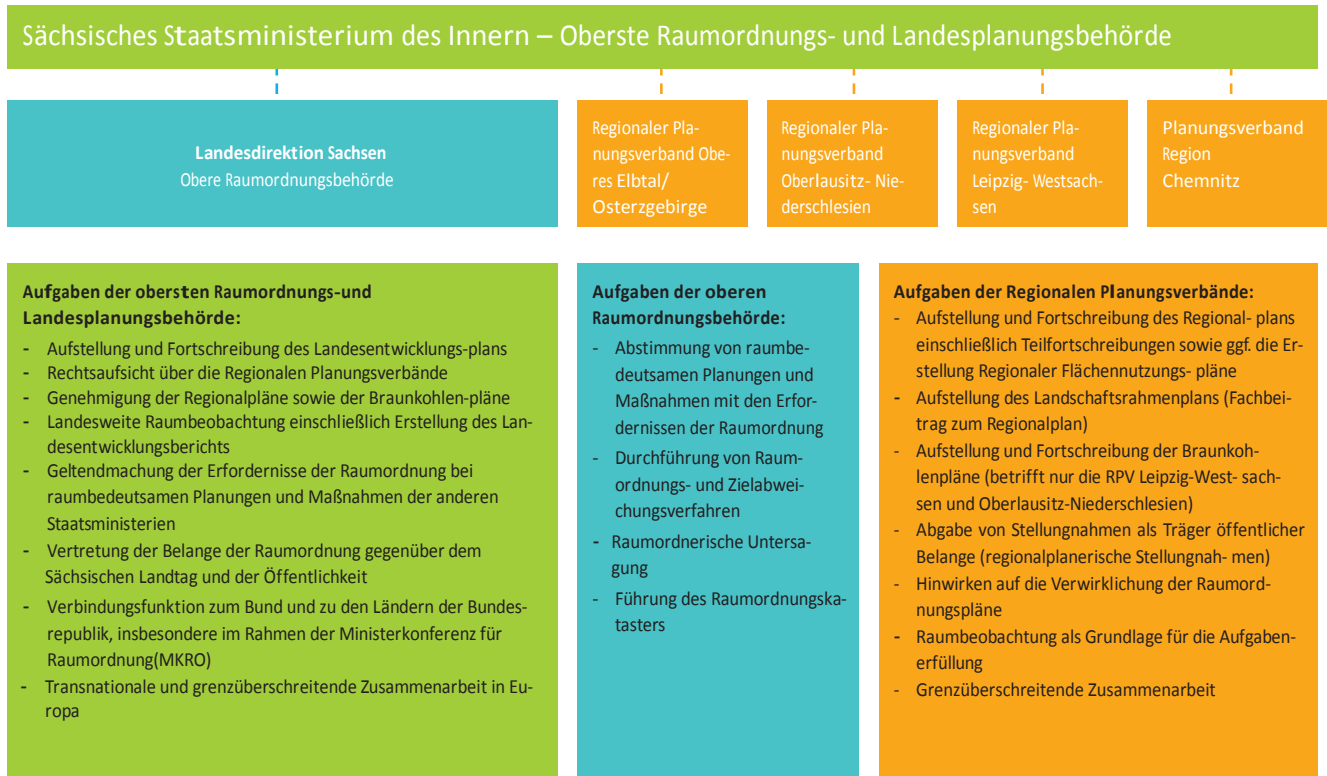 Sächsisches Staatsministerium des Innern – Oberste Raumordnungs- und Landesplanungsbehörde
Landesdirektion Sachsen
Obere Raumordnungsbehörde
Regionaler Pla-
nungsverband Obe-
res Elbtal/
Osterzgebirge
Regionaler Pla-
nungsverband
Oberlausitz- Nie-
derschlesien
Regionaler Pla-
nungsverband
Leipzig- Westsach-
sen
Planungsverband
Region
Chemnitz
Aufgaben der obersten Raumordnungs-und
Landesplanungsbehörde:
- Aufstellung und Fortschreibung des Landesentwicklungs-plans
- Rechtsaufsicht über die Regionalen Planungsverbände
- Genehmigung der Regionalpläne sowie der Braunkohlen-pläne
- Landesweite Raumbeobachtung einschließlich Erstellung des Lan-
desentwicklungsberichts
- Geltendmachung der Erfordernisse der Raumordnung bei
raumbedeutsamen Planungen und Maßnahmen der anderen
Staatsministerien
- Vertretung der Belange der Raumordnung gegenüber dem
Sächsischen Landtag und der Öffentlichkeit
- Verbindungsfunktion zum Bund und zu den Ländern der Bundes-
republik, insbesondere im Rahmen der Ministerkonferenz für
Raumordnung(MKRO)
- Transnationale und grenzüberschreitende Zusammenarbeit in Eu-
ropa
Aufgaben der oberen
Raumordnungsbehörde:
- Abstimmung von raumbe-
deutsamen Planungen und
Maßnahmen mit den Erfor-
dernissen der Raumordnung
- Durchführung von Raum-
ordnungs- und Zielabwei-
chungsverfahren
- Raumordnerische Untersa-
gung
- Führung des Raumordnungska-
tasters
Aufgaben der Regionalen Planungsverbände:
- Aufstellung und Fortschreibung des Regional- plans
einschließlich Teilfortschreibungen sowie ggf. die Er-
stellung Regionaler Flächennutzungs- pläne
- Aufstellung des Landschaftsrahmenplans (Fachbei-
trag zum Regionalplan)
- Aufstellung und Fortschreibung der Braunkoh-
lenpläne (betrifft nur die RPV Leipzig-West- sach-
sen und Oberlausitz-Niederschlesien)
- Abgabe von Stellungnahmen als Träger öffentlicher
Belange (regionalplanerische Stellungnah- men)
- Hinwirken auf die Verwirklichung der Raumord-
nungspläne
- Raumbeobachtung als Grundlage für die Aufgaben-
erfüllung
- Grenzüberschreitende Zusammenarbeit